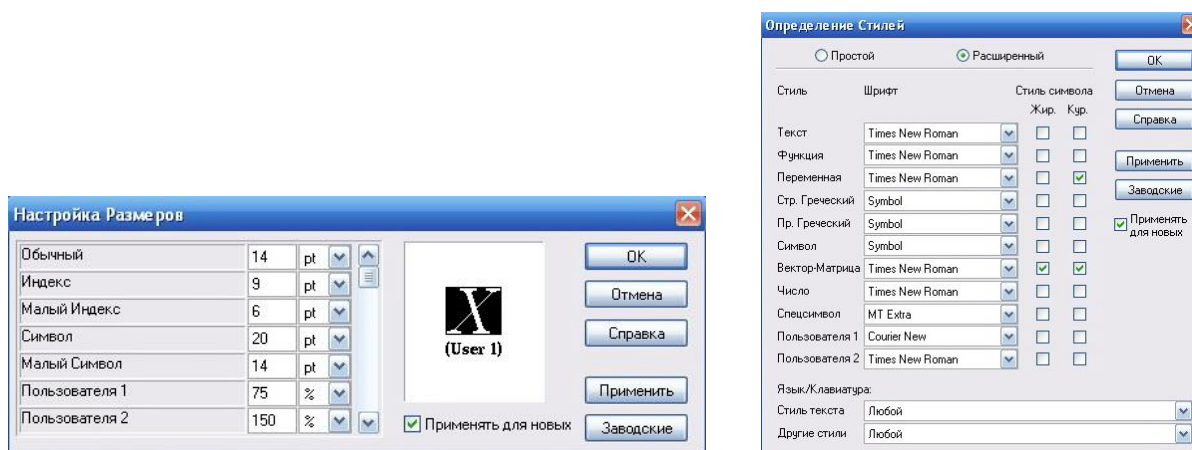 Настройка Размеров
Обычный 14 pt
Индекс 9 pt
Малый Индекс 6 pt
Символ 20 pt
Малый Символ 14 pt
Пользователя 1 75 %
Пользователя 2 150 %
X
(User 1)
Применять для новых
OK
Отмена
Справка
Применить
Заводские
Определение Стилей
Простой Расширенный
Стиль Шрифт Стиль символа
Жир. Кур.
Текст Times New Roman
Функция Times New Roman
Переменная Times New Roman
Стр. Греческий Symbol
Пр. Греческий Symbol
Символ Symbol
Вектор-Матрица Times New Roman
Число Times New Roman
Спецсимвол MT Extra
Пользователя 1 Courier New
Пользователя 2 Times New Roman
Язык/Клавиатура:
Стиль текста Любой
Другие стили Любой
OK
Отмена
Справка
Применить
Заводские
Применять
для новых